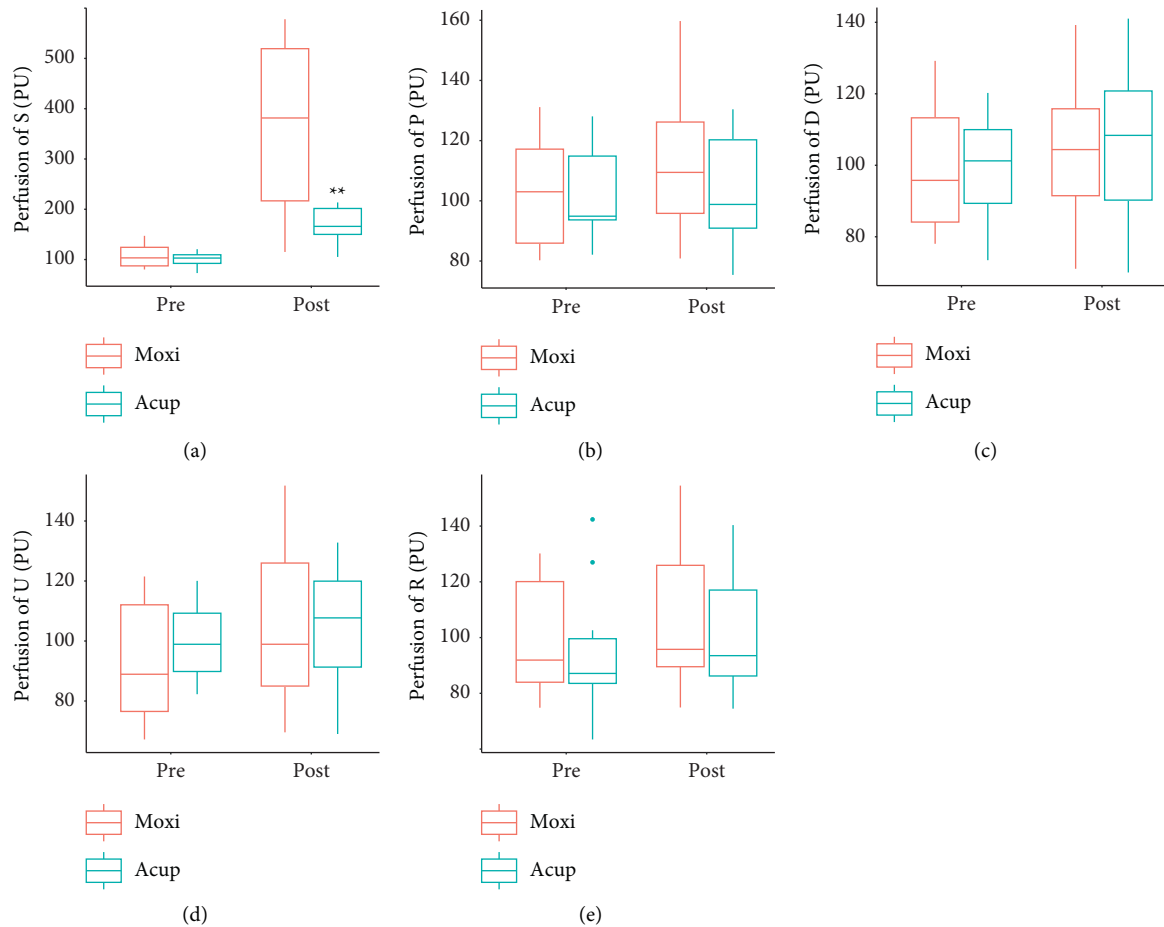 Perfusion of S (PU)
500
400
300
200
100
**
Pre
Post
Moxi
Acup
(a)
Perfusion of P (PU)
160
140
120
100
80
Pre
Post
Moxi
Acup
(b)
Perfusion of D (PU)
140
120
100
80
Pre
Post
Moxi
Acup
(c)
Perfusion of U (PU)
140
120
100
80
Pre
Post
Moxi
Acup
(d)
Perfusion of R (PU)
140
120
100
80
Pre
Post
Moxi
Acup
(e)